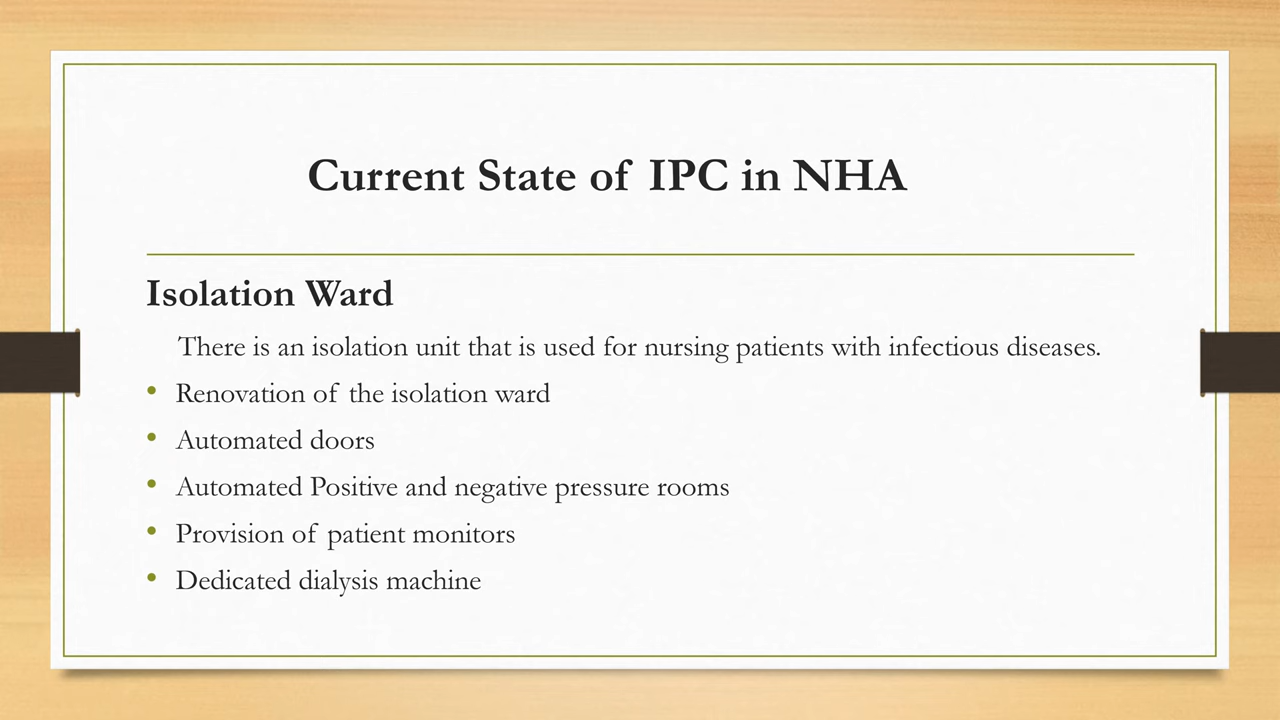 Current State of IPC in NHA
Isolation Ward
There is an isolation unit that is used for nursing patients with infectious diseases.
• Renovation of the isolation ward
• Automated doors
• Automated Positive and negative pressure rooms
• Provision of patient monitors
• Dedicated dialysis machine